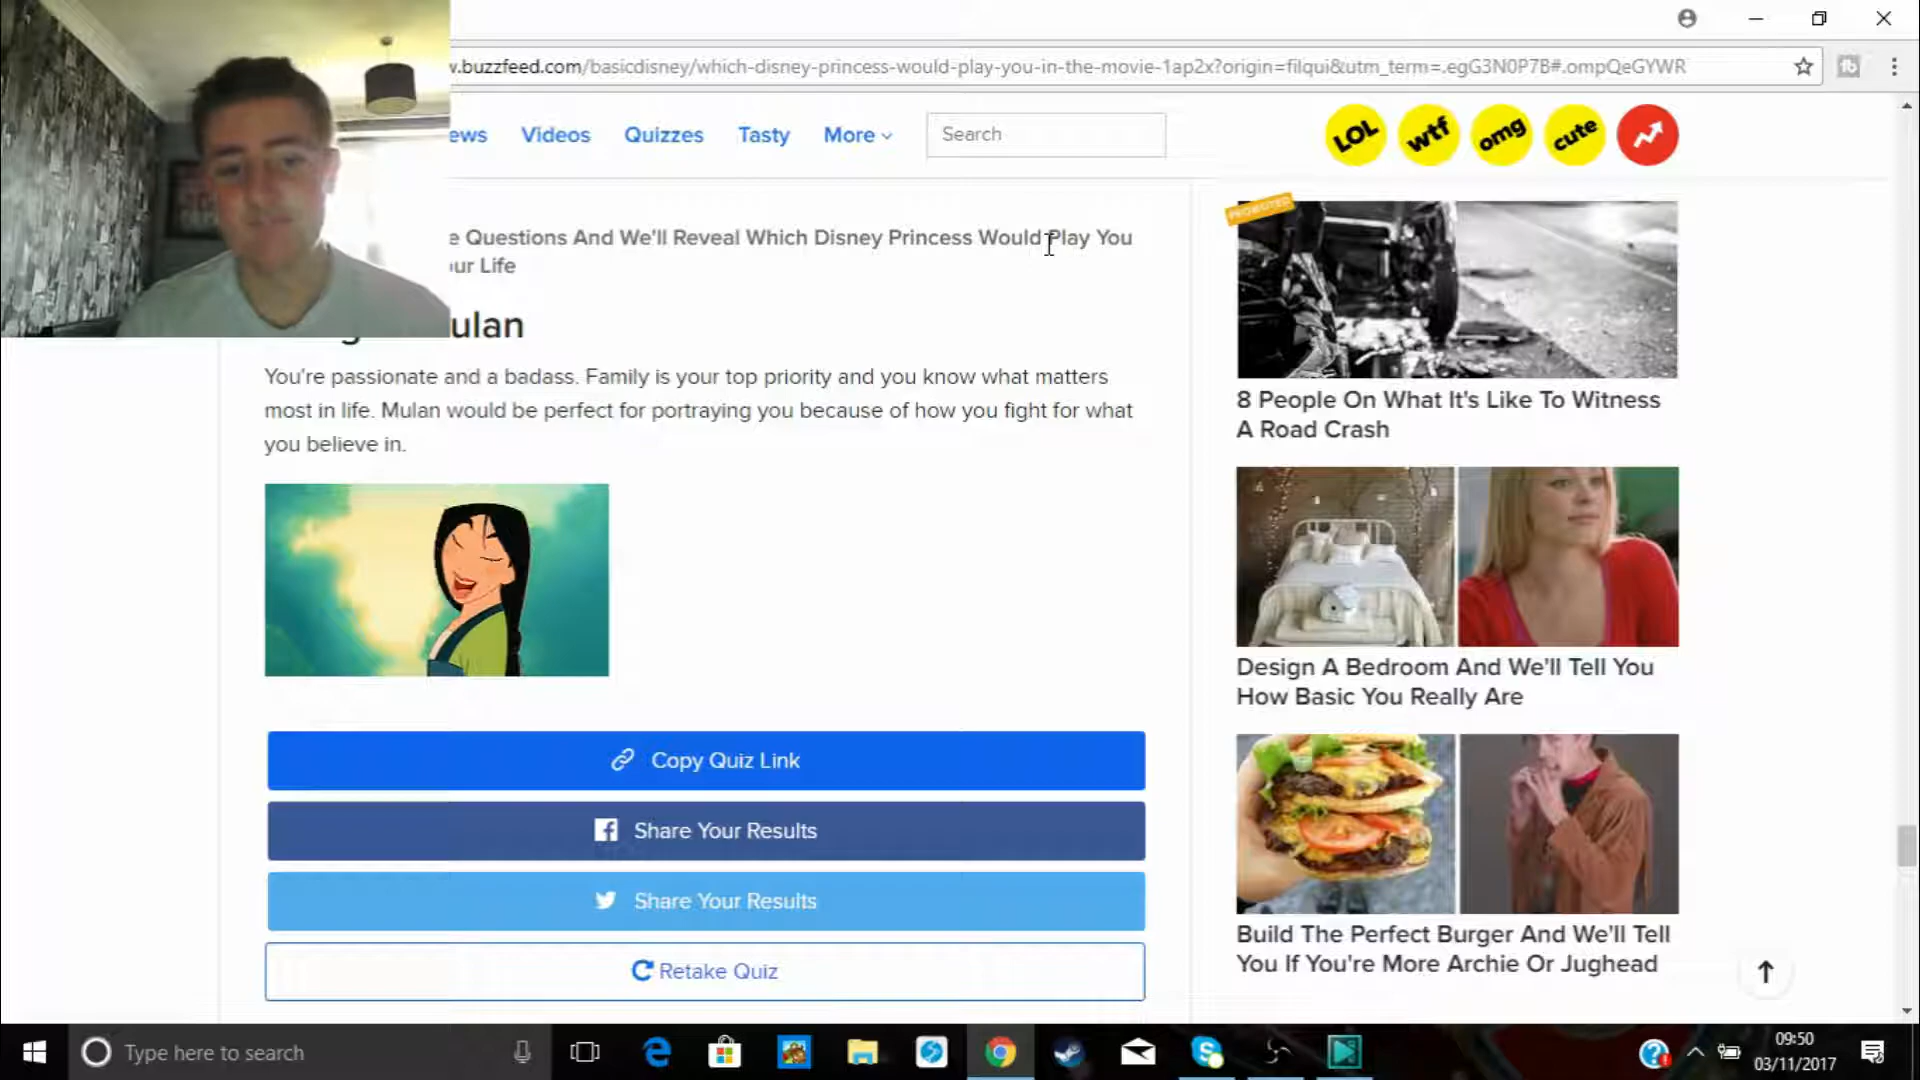 w.buzzfeed.com/basicdisney/which-disney-princess-would-play-you-in-the-movie-1ap2x?origin=filqui&utm_term=.egG3N0P7B#.ompQeGYWR
ews Videos Quizzes Tasty More Search LOL wtf omg cute
e Questions And We'll Reveal Which Disney Princess Would Play You
our Life
ulan
You're passionate and a badass. Family is your top priority and you know what matters
most in life. Mulan would be perfect for portraying you because of how you fight for what
you believe in.
Copy Quiz Link
Share Your Results
Share Your Results
Retake Quiz
PROMOTED
8 People On What It's Like To Witness
A Road Crash
Design A Bedroom And We'll Tell You
How Basic You Really Are
Build The Perfect Burger And We'll Tell
You If You're More Archie Or Jughead
Type here to search
09:50
03/11/2017